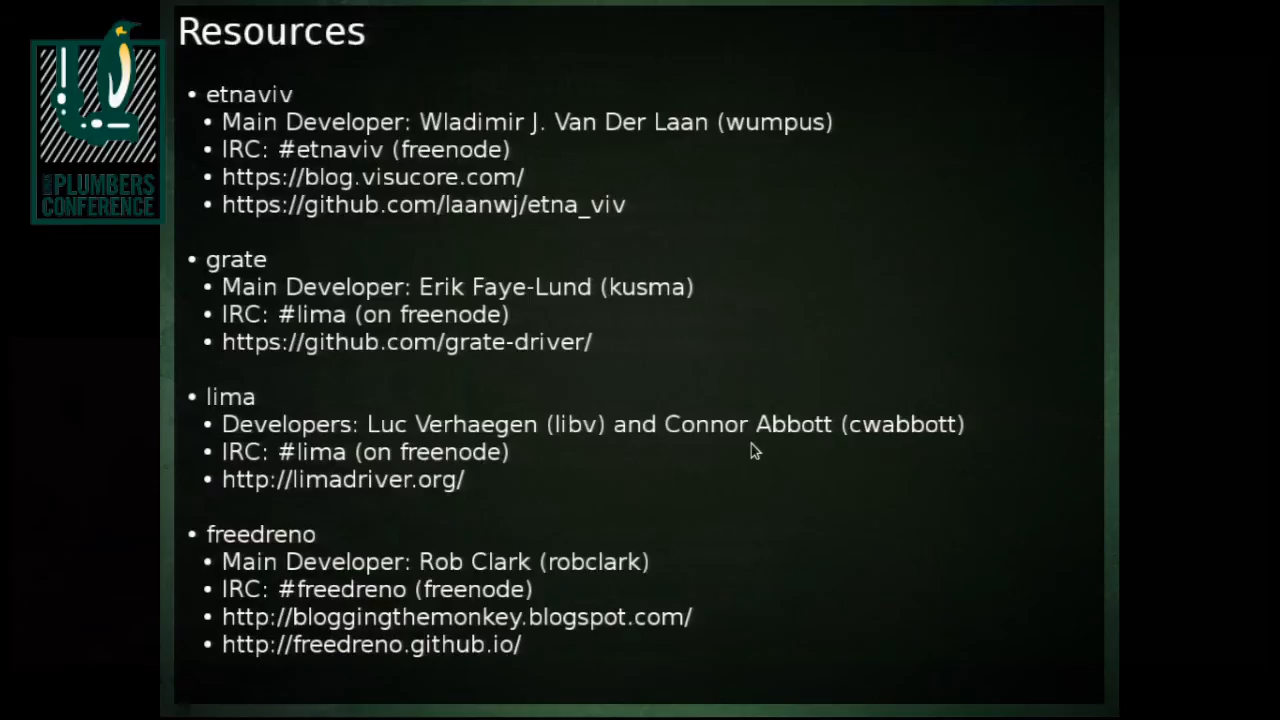 Resources
• etnaviv
• Main Developer: Wladimir J. Van Der Laan (wumpus)
• IRC: #etnaviv (freenode)
• https://blog.visucore.com/
• https://github.com/laanwj/etna_viv
• grate
• Main Developer: Erik Faye-Lund (kusma)
• IRC: #lima (on freenode)
• https://github.com/grate-driver/
• lima
• Developers: Luc Verhaegen (libv) and Connor Abbott (cwabbott)
• IRC: #lima (on freenode)
• http://limadriver.org/
• freedreno
• Main Developer: Rob Clark (robclark)
• IRC: #freedreno (freenode)
• http://bloggingthemonkey.blogspot.com/
• http://freedreno.github.io/
PLUMBERS
CONFERENCE